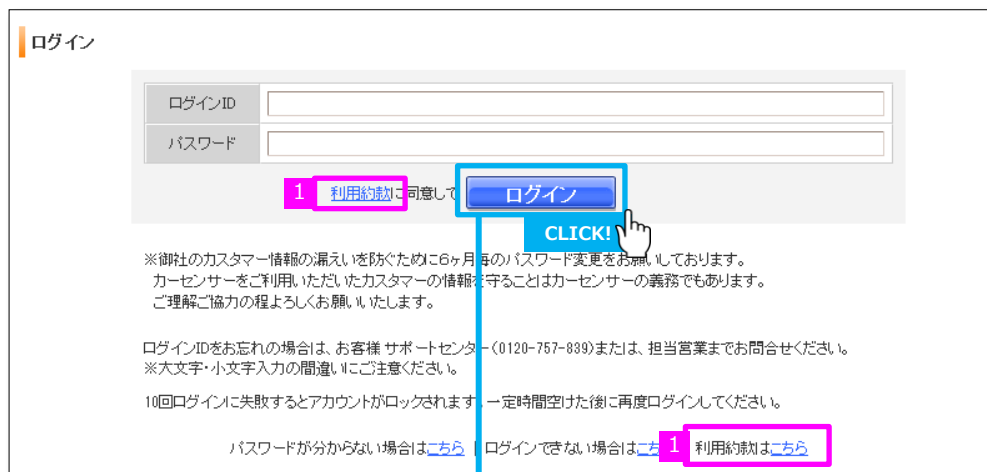 ログイン
ログインID
パスワード
1 利用約款に同意して ログイン
CLICK!
※御社のカスタマー情報の漏えいを防ぐために6ヶ月毎のパスワード変更をお願いしております。
カーセンサーをご利用いただいたカスタマーの情報を守ることはカーセンサーの義務でもあります。
ご理解ご協力の程よろしくお願いいたします。
ログインIDをお忘れの場合は、お客様サポートセンター(0120-757-839)または、担当営業までお問合せください。
※大文字・小文字入力の間違いにご注意ください。
10回ログインに失敗するとアカウントがロックされます。一定時間空けた後に再度ログインしてください。
パスワードが分からない場合はこちら | ログインできない場合はこち 1 利用約款はこちら